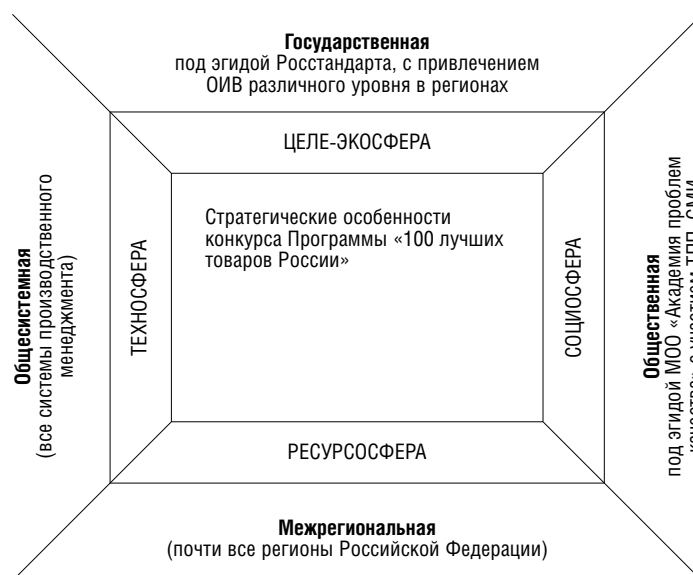 Государственная
под эгидой Росстандарта, с привлечением
ОИВ различного уровня в регионах
ЦЕЛЕ-ЭКОСФЕРА
Общесистемная
(все системы производственного
менеджмента)
ТЕХНОСФЕРА
Стратегические особенности
конкурса Программы «100 лучших
товаров России»
СОЦИОСФЕРА
Общественная
под эгидой МОО «Академия проблем
РЕСУРСОСФЕРА
Межрегиональная
(почти все регионы Российской Федерации)